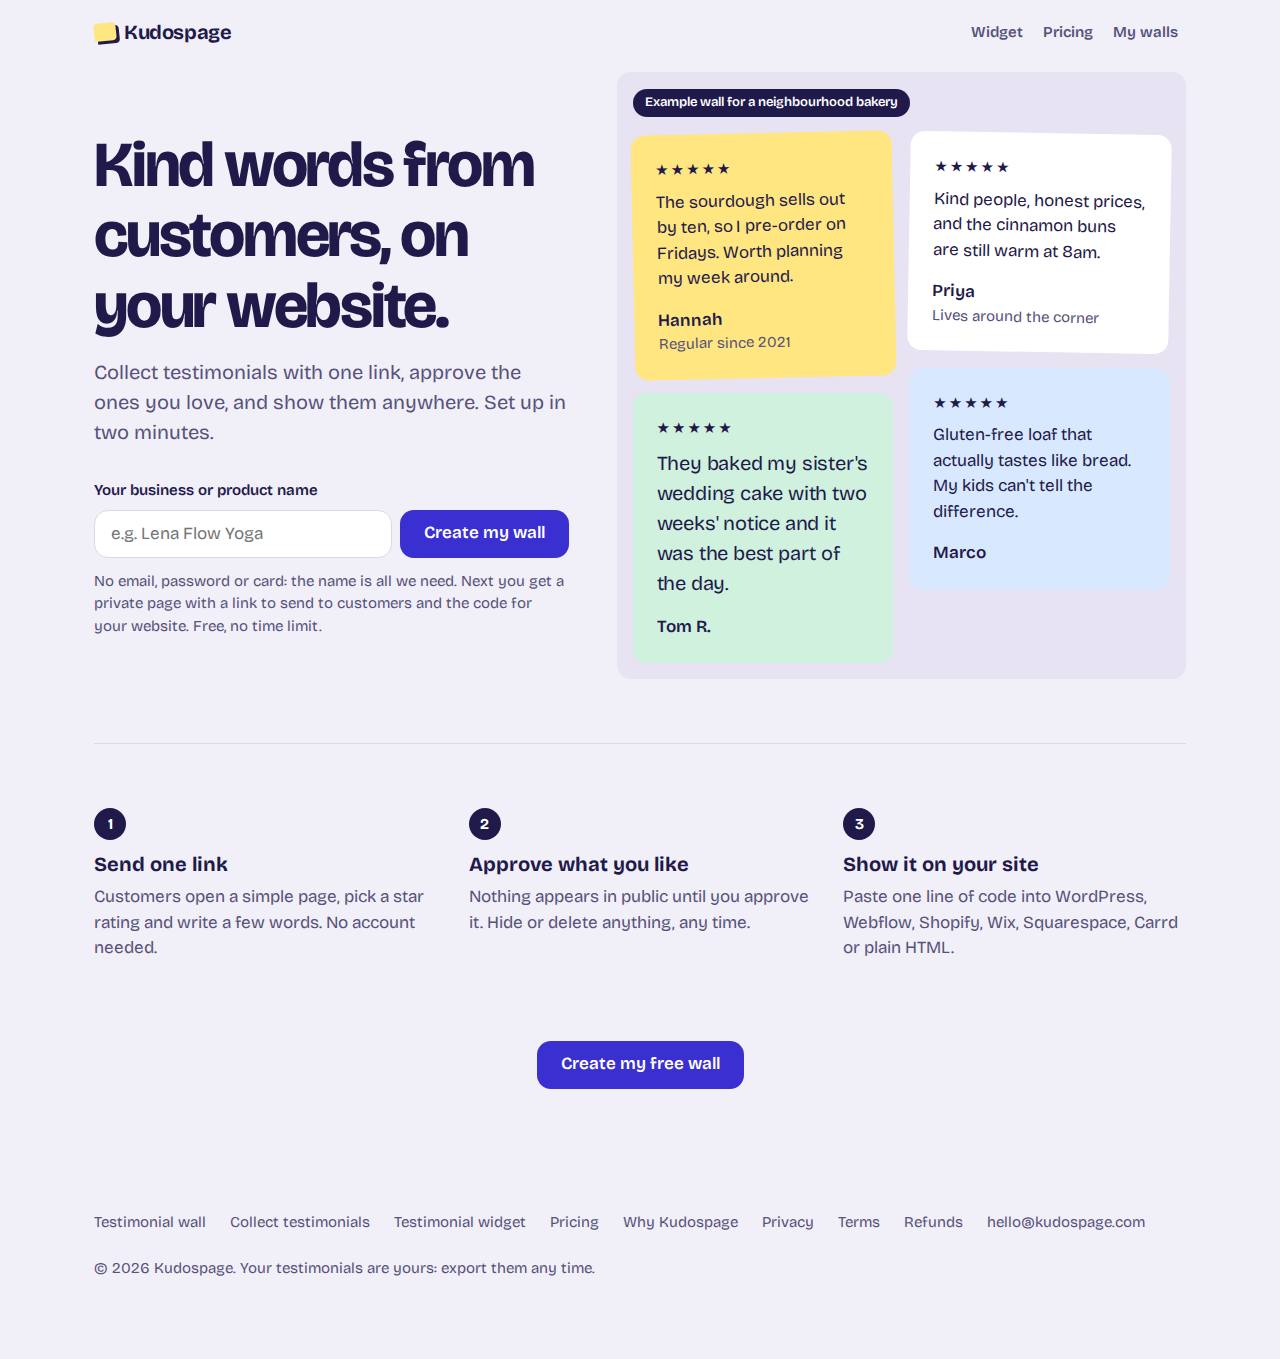 Kudospage
Widget
Pricing
My walls
Kind words from
customers, on
your website.
Collect testimonials with one link, approve the
ones you love, and show them anywhere. Set up in
two minutes.
Your business or product name
e.g. Lena Flow Yoga
Create my wall
No email, password or card: the name is all we need. Next you get a
private page with a link to send to customers and the code for
your website. Free, no time limit.
Example wall for a neighbourhood bakery
★★★★★
The sourdough sells out
by ten, so I pre-order on
Fridays. Worth planning
my week around.
Hannah
Regular since 2021
★★★★★
Kind people, honest prices,
and the cinnamon buns
are still warm at 8am.
Priya
Lives around the corner
★★★★★
They baked my sister's
wedding cake with two
weeks' notice and it
was the best part of
the day.
Tom R.
★★★★★
Gluten-free loaf that
actually tastes like bread.
My kids can't tell the
difference.
Marco
1
Send one link
Customers open a simple page, pick a star
rating and write a few words. No account
needed.
2
Approve what you like
Nothing appears in public until you approve
it. Hide or delete anything, any time.
3
Show it on your site
Paste one line of code into WordPress,
Webflow, Shopify, Wix, Squarespace, Carrd
or plain HTML.
Create my free wall
Testimonial wall
Collect testimonials
Testimonial widget
Pricing
Why Kudospage
Privacy
Terms
Refunds
hello@kudospage.com
© 2026 Kudospage. Your testimonials are yours: export them any time.